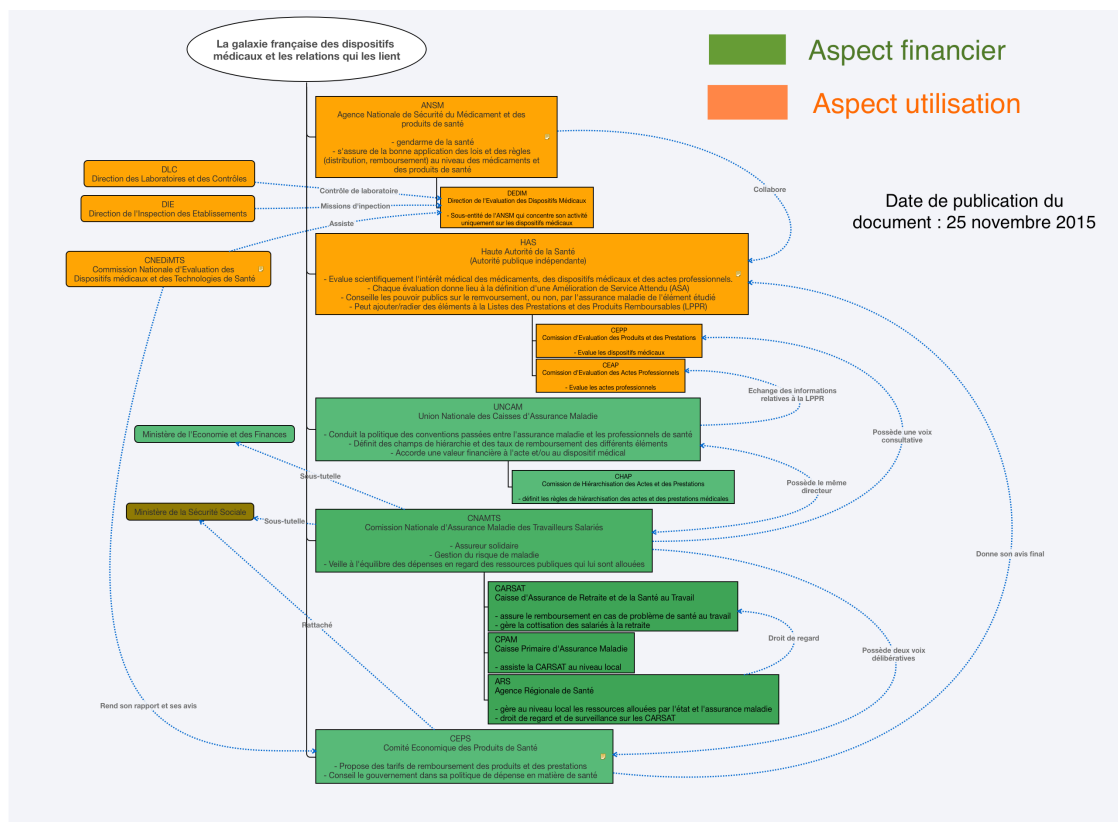 La galaxie française des dispositifs
médicaux et les relations qui les lient
Aspect financier
Aspect utilisation
Date de publication du
document : 25 novembre 2015
ANSM
Agence Nationale de Sécurité du Médicament et des
produits de santé
- gendarme de la santé
- s'assure de la bonne application des lois et des règles
(distribution, remboursement) au niveau des médicaments et
des produits de santé
DLC
Direction des Laboratoires et des Contrôles
DIE
Direction de l'Inspection des Etablissements
Contrôle de laboratoire
Missions d'inpection
Assiste
Collabore
DEDIM
Direction de l'Evaluation des Dispositifs Médicaux
- Sous-entité de l'ANSM qui concentre son activité
uniquement sur les dispositifs médicaux
CNEDiMTS
Commission Nationale d'Evaluation des
Dispositifs médicaux et des Technologies de Santé
HAS
Haute Autorité de la Santé
(Autorité publique indépendante)
- Evalue scientifiquement l'intérêt médical des médicaments, des dispositifs médicaux et des actes professionnels.
- Chaque évaluation donne lieu à la définition d'une Amélioration de Service Attendu (ASA)
- Conseille les pouvoir publics sur le remvoursement, ou non, par l'assurance maladie de l'élément étudié
- Peut ajouter/radier des éléments à la Listes des Prestations et des Produits Remboursables (LPPR)
CEPP
Comission d'Evaluation des Produits et des Prestations
- Evalue les dispositifs médicaux
CEAP
Comission d'Evaluation des Actes Professionnels
- Evalue les actes professionnels
Echange des informations
relatives à la LPPR
UNCAM
Union Nationale des Caisses d'Assurance Maladie
- Conduit la politique des conventions passées entre l'assurance maladie et les professionnels de santé
- Définit des champs de hiérarchie et des taux de remboursement des différents éléments
- Accorde une valeur financière à l'acte et/ou au dispositif médical
Ministère de l'Economie et des Finances
Possède une voix
consultative
Sous-tutelle
CHAP
Comission de Hiérarchisation des Actes et des Prestations
- définit les règles de hiérarchisation des actes et des prestations médicales
Possède le même
directeur
Ministère de la Sécurité Sociale
Sous-tutelle
CNAMTS
Comission Nationale d'Assurance Maladie des Travailleurs Salariés
- Assureur solidaire
- Gestion du risque de maladie
- Veille à l'équilibre des dépenses en regard des ressources publiques qui lui sont allouées
Donne son avis final
CARSAT
Caisse d'Assurance de Retraite et de la Santé au Travail
- assure le remboursement en cas de problème de santé au travail
- gère la cottisation des salariés à la retraite
Rattaché
Droit de regard
CPAM
Caisse Primaire d'Assurance Maladie
- assiste la CARSAT au niveau local
Possède deux voix
délibératives
ARS
Agence Régionale de Santé
- gère au niveau local les ressources allouées par l'état et l'assurance maladie
- droit de regard et de surveillance sur les CARSAT
Rend son rapport et ses avis
CEPS
Comité Economique des Produits de Santé
- Propose des tarifs de remboursement des produits et des prestations
- Conseil le gouvernement dans sa politique de dépense en matière de santé